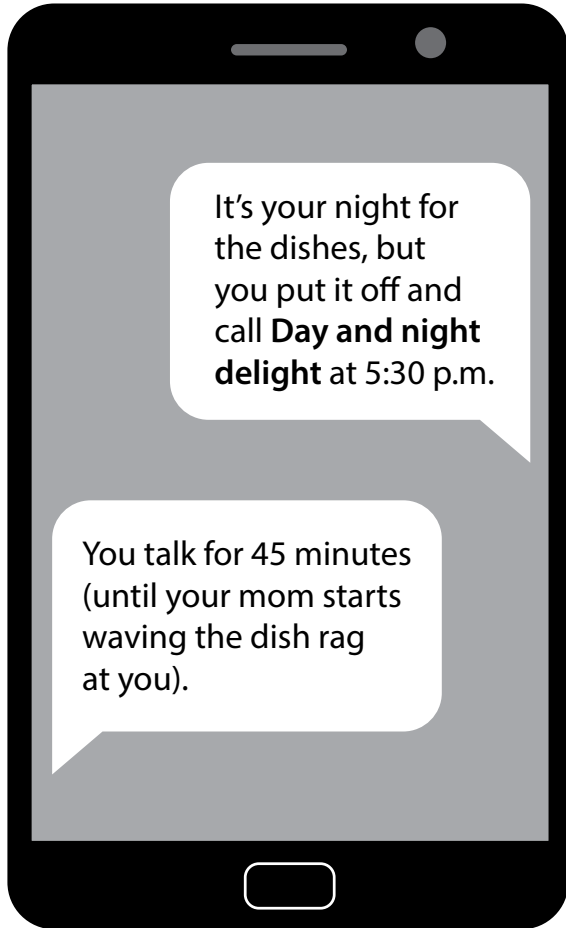 It’s your night for
the dishes, but
you put it off and
call Day and night
delight at 5:30 p.m.
You talk for 45 minutes
(until your mom starts
waving the dish rag
at you).